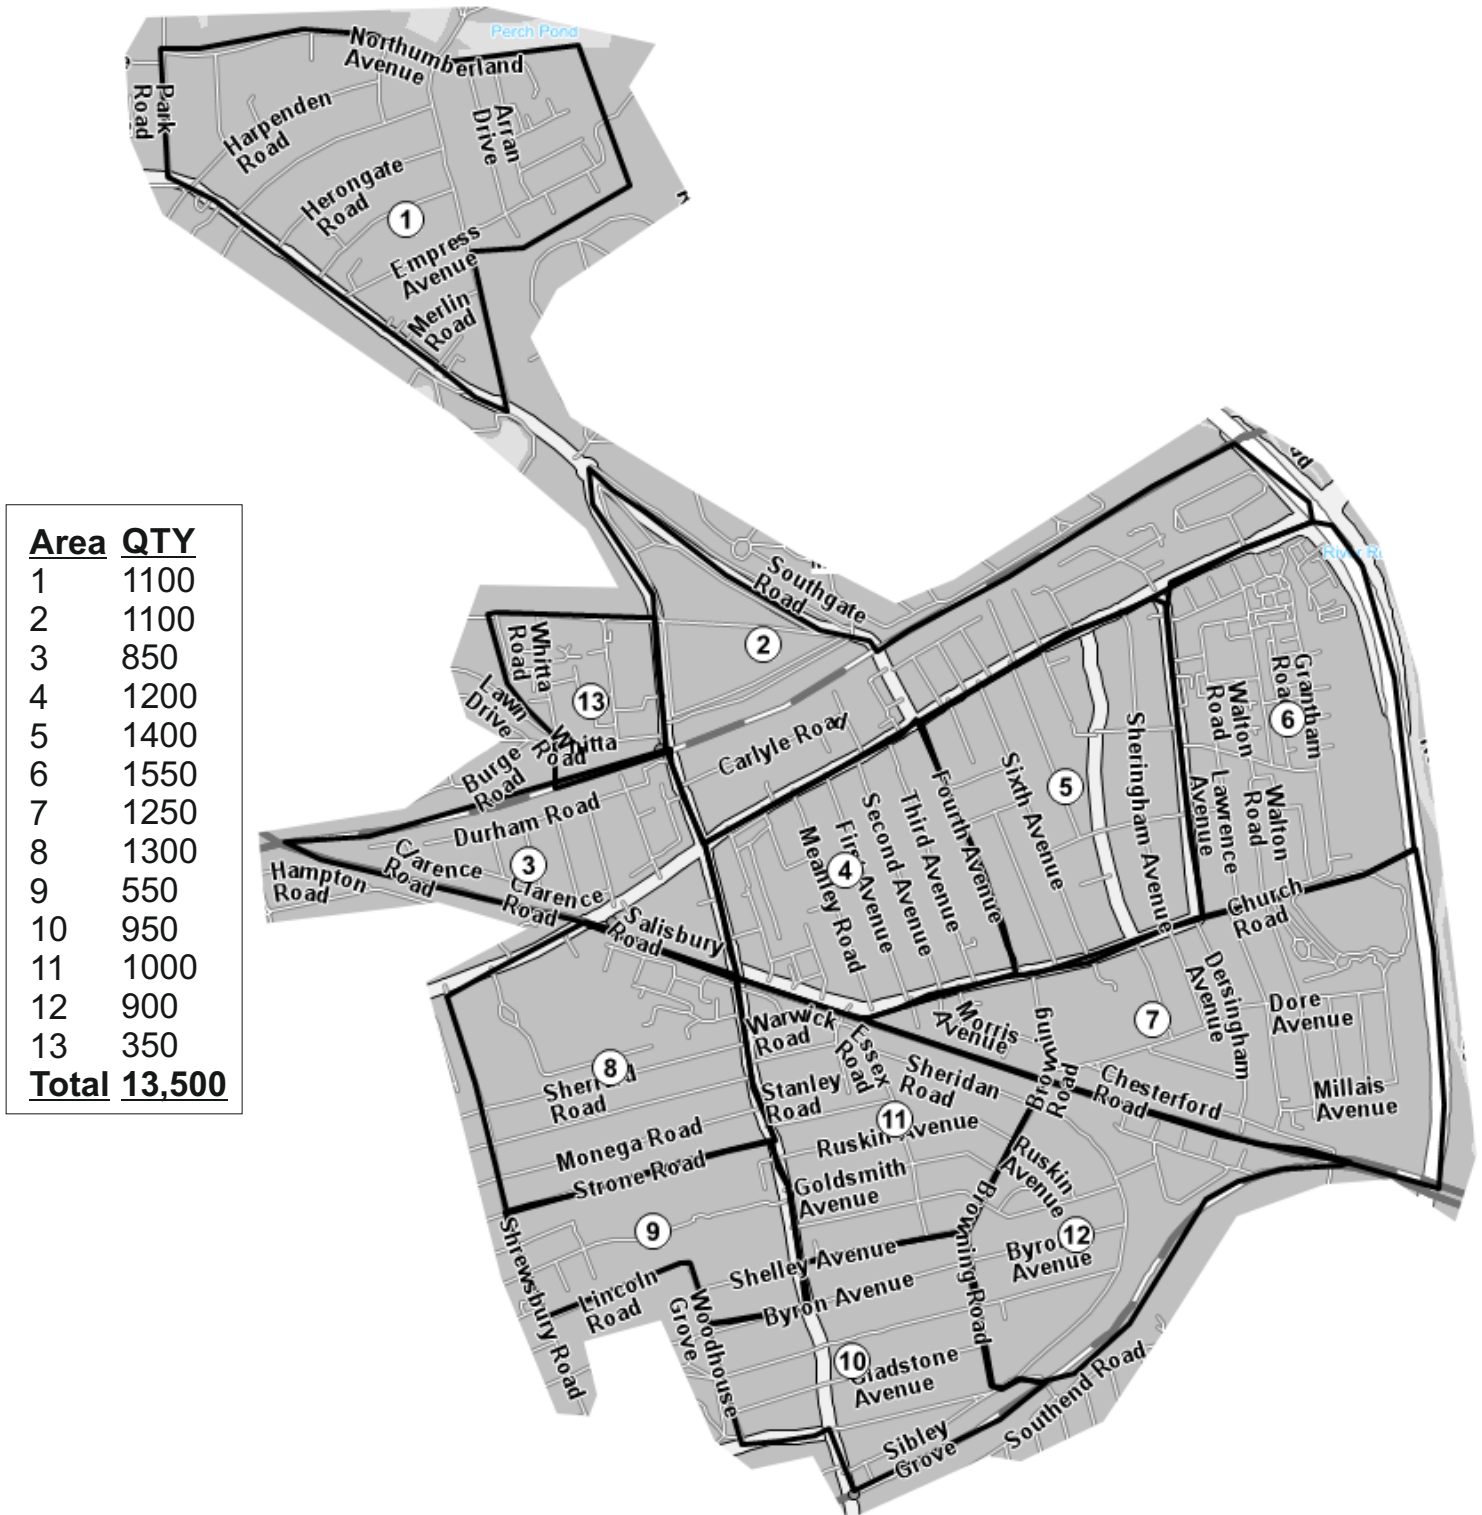 Perch Pond
Northumberland
Avenue
Park
Road
Arran
Drive
Harpenden
Road
Herongate
Road
1
Empress
Avenue
Merlin
Road
Area QTY
1 1100
2 1100
3 850
4 1200
5 1400
6 1550
7 1250
8 1300
9 550
10 950
11 1000
12 900
13 350
Total 13,500
Southgate
Road
2
Whitta
Road
13
Lawn
Drive
Whitta
Road
Burge
Road
Carlyle Road
Durham Road
3
Clarence
Road
Hampton
Road
Clarence
Road
Salisbury
Road
4
Meanley Road
First Avenue
Second Avenue
Third Avenue
Fourth Avenue
Sixth Avenue
5
Sheringham Avenue
6
Grantham
Road
Walton
Road
Lawrence
Avenue
Walton
Road
Church
Road
Dersingham
Avenue
Dore
Avenue
7
Morris
Avenue
Browning
Road
Chesterford
Road
Millais
Avenue
Warwick
Road
Essex
Road
Sheridan
Road
Stanley
Road
11
Ruskin Avenue
Goldsmith
Avenue
8
Road
Monega Road
Strone Road
9
Shrewsbury Road
Lincoln
Road
Woodhouse
Grove
Shelley Avenue
Byron Avenue
Browning Road
Ruskin
Avenue
12
Byron
Avenue
10
Gladstone
Avenue
Sibley
Grove
Southend Road